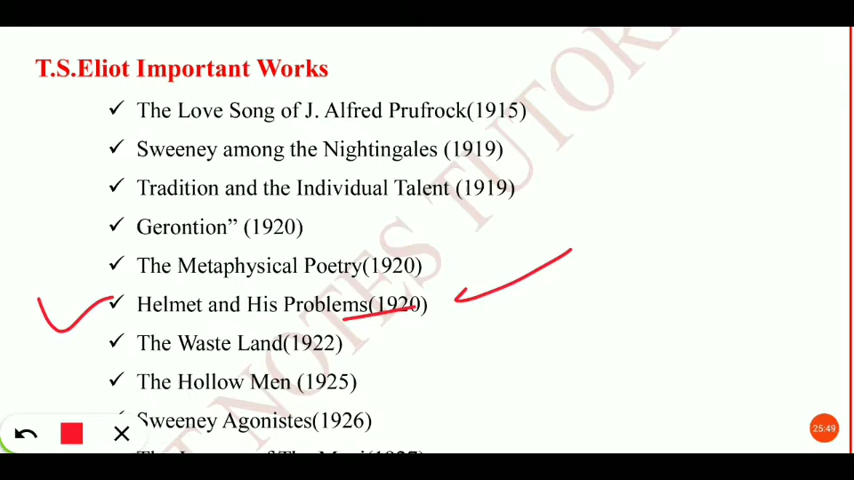 T.S.Eliot Important Works
The Love Song of J. Alfred Prufrock(1915)
Sweeney among the Nightingales (1919)
Tradition and the Individual Talent (1919)
Gerontion” (1920)
The Metaphysical Poetry(1920)
Helmet and His Problems(1920)
The Waste Land(1922)
The Hollow Men (1925)
Sweeney Agonistes(1926)
25:49